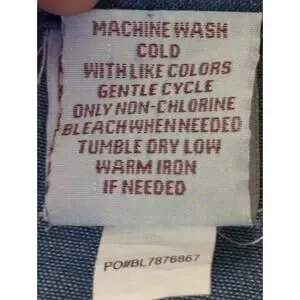 MACHINE WASH
COLD
WITH LIKE COLORS
GENTLE CYCLE
ONLY NON-CHLORINE
BLEACH WHEN NEEDED
TUMBLE DRY LOW
WARM IRON
IF NEEDED
PO#BL7876867